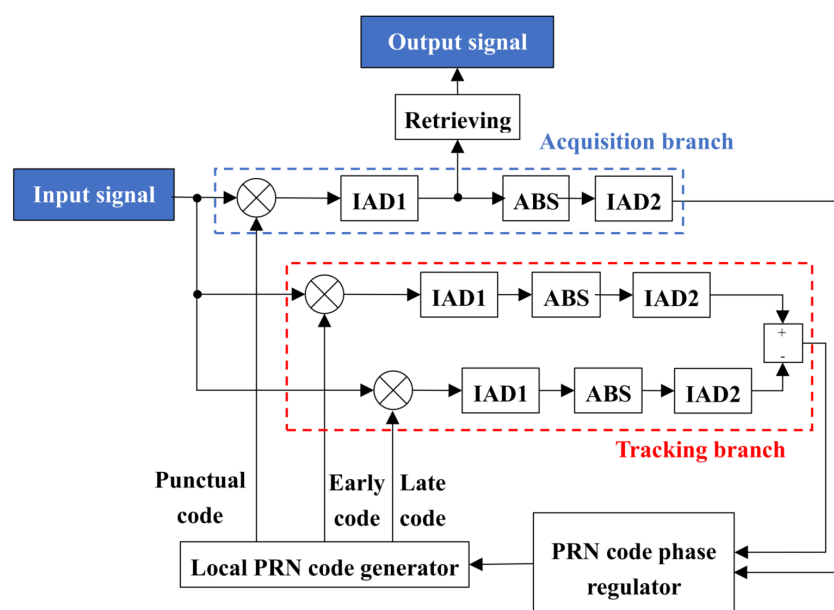 Output signal
Retrieving
Acquisition branch
Input signal
IAD1
ABS
IAD2
IAD1
ABS
IAD2
+
-
IAD1
ABS
IAD2
Tracking branch
Punctual
code
Early
code
Late
code
Local PRN code generator
PRN code phase
regulator